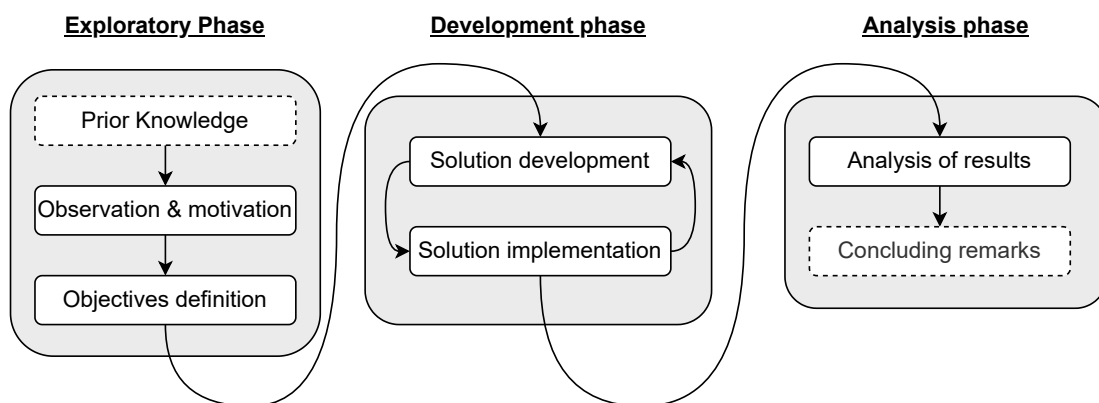 Exploratory Phase
Prior Knowledge
Observation & motivation
Objectives definition
Development phase
Solution development
Solution implementation
Analysis phase
Analysis of results
Concluding remarks